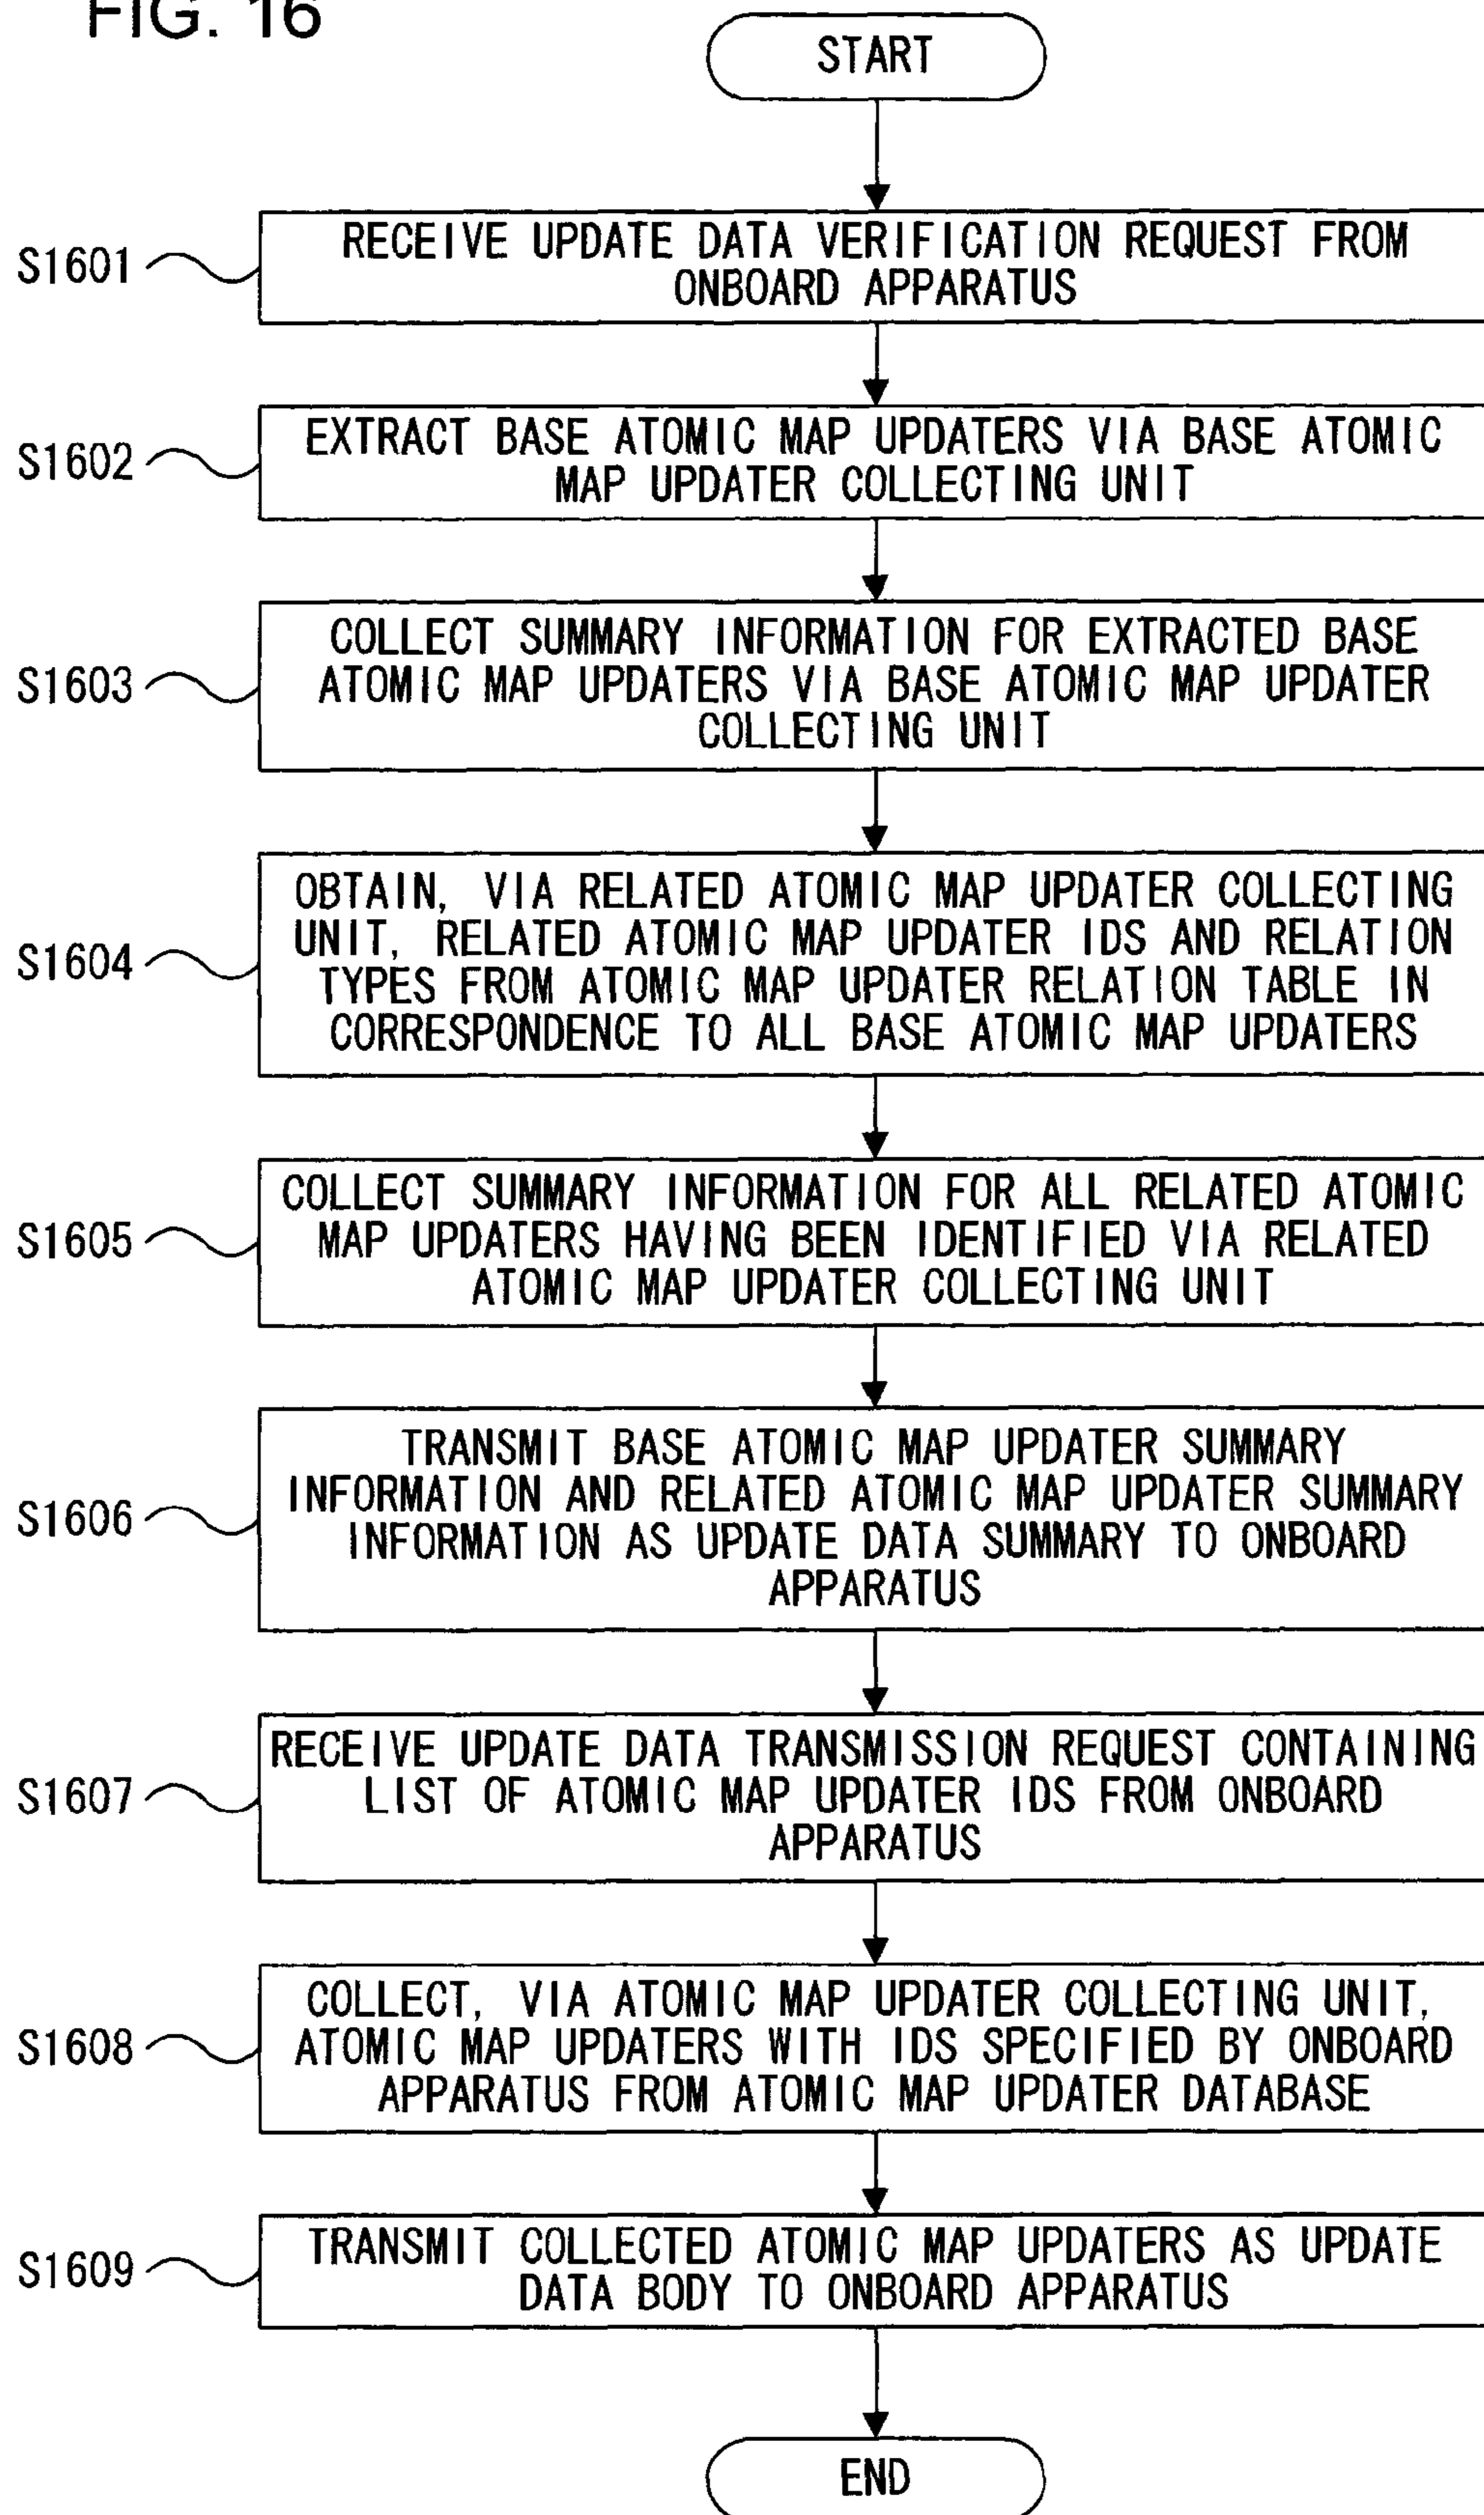 FIG. 16
START
S1601
RECEIVE UPDATE DATA VERIFICATION REQUEST FROM
ONBOARD APPARATUS
S1602
EXTRACT BASE ATOMIC MAP UPDATERS VIA BASE ATOMIC
MAP UPDATER COLLECTING UNIT
S1603
COLLECT SUMMARY INFORMATION FOR EXTRACTED BASE
ATOMIC MAP UPDATERS VIA BASE ATOMIC MAP UPDATER
COLLECTING UNIT
S1604
OBTAIN, VIA RELATED ATOMIC MAP UPDATER COLLECTING
UNIT, RELATED ATOMIC MAP UPDATER IDS AND RELATION
TYPES FROM ATOMIC MAP UPDATER RELATION TABLE IN
CORRESPONDENCE TO ALL BASE ATOMIC MAP UPDATERS
S1605
COLLECT SUMMARY INFORMATION FOR ALL RELATED ATOMIC
MAP UPDATERS HAVING BEEN IDENTIFIED VIA RELATED
ATOMIC MAP UPDATER COLLECTING UNIT
S1606
TRANSMIT BASE ATOMIC MAP UPDATER SUMMARY
INFORMATION AND RELATED ATOMIC MAP UPDATER SUMMARY
INFORMATION AS UPDATE DATA SUMMARY TO ONBOARD
APPARATUS
S1607
RECEIVE UPDATE DATA TRANSMISSION REQUEST CONTAINING
LIST OF ATOMIC MAP UPDATER IDS FROM ONBOARD
APPARATUS
S1608
COLLECT, VIA ATOMIC MAP UPDATER COLLECTING UNIT,
ATOMIC MAP UPDATERS WITH IDS SPECIFIED BY ONBOARD
APPARATUS FROM ATOMIC MAP UPDATER DATABASE
S1609
TRANSMIT COLLECTED ATOMIC MAP UPDATERS AS UPDATE
DATA BODY TO ONBOARD APPARATUS
END